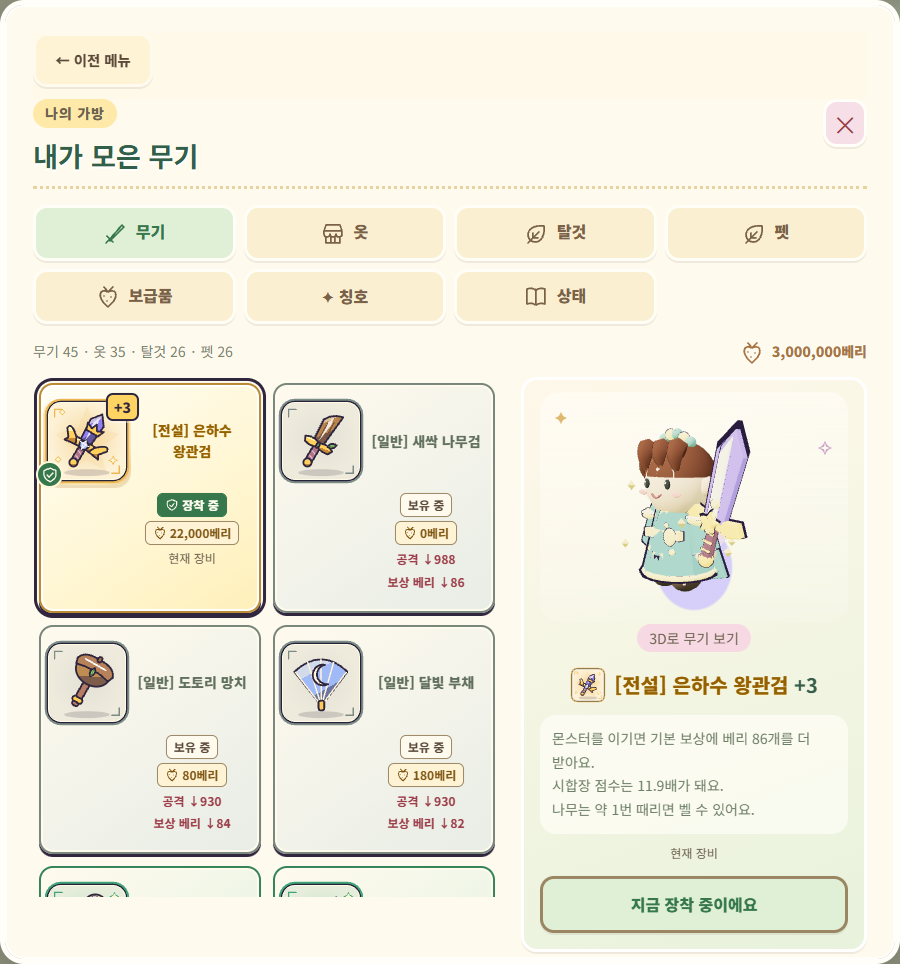 ← 이전 메뉴
나의 가방
내가 모은 무기
무기
옷
탈것
펫
보급품
✦ 칭호
상태
무기 45 · 옷 35 · 탈것 26 · 펫 26
3,000,000베리
+3
[전설] 은하수
왕관검
장착 중
22,000베리
현재 장비
[일반] 새싹 나무검
보유 중
0베리
공격 ↓988
보상 베리 ↓86
[일반] 도토리 망치
보유 중
80베리
공격 ↓930
보상 베리 ↓84
[일반] 달빛 부채
보유 중
180베리
공격 ↓930
보상 베리 ↓82
3D로 무기 보기
[전설] 은하수 왕관검 +3
몬스터를 이기면 기본 보상에 베리 86개를 더
받아요.
시합장 점수는 11.9배가 돼요.
나무는 약 1번 때리면 벨 수 있어요.
현재 장비
지금 장착 중이에요